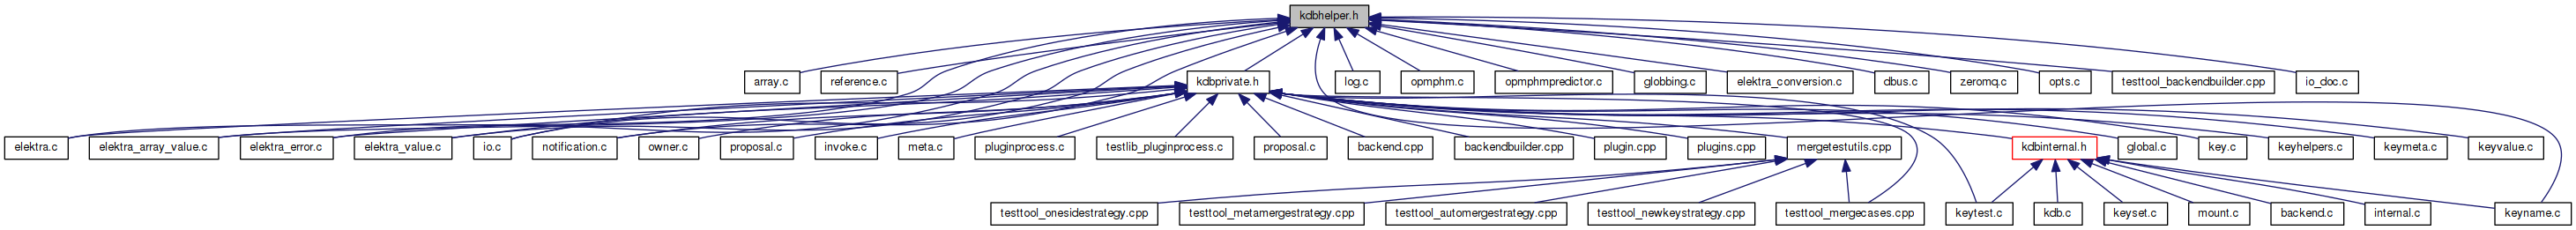 kdbhelper.h
array.c
reference.c
kdbprivate.h
log.c
opmphm.c
opmphmpredictor.c
globbing.c
elektra_conversion.c
dbus.c
zeromq.c
opts.c
testtool_backendbuilder.cpp
io_doc.c
elektra.c
elektra_array_value.c
elektra_error.c
elektra_value.c
io.c
notification.c
owner.c
proposal.c
invoke.c
meta.c
pluginprocess.c
testlib_pluginprocess.c
proposal.c
backend.cpp
backendbuilder.cpp
plugin.cpp
plugins.cpp
mergetestutils.cpp
kdbinternal.h
global.c
key.c
keyhelpers.c
keymeta.c
keyvalue.c
testtool_onesidestrategy.cpp
testtool_metamergestrategy.cpp
testtool_automergestrategy.cpp
testtool_newkeystrategy.cpp
testtool_mergecases.cpp
keytest.c
kdb.c
keyset.c
mount.c
backend.c
internal.c
keyname.c